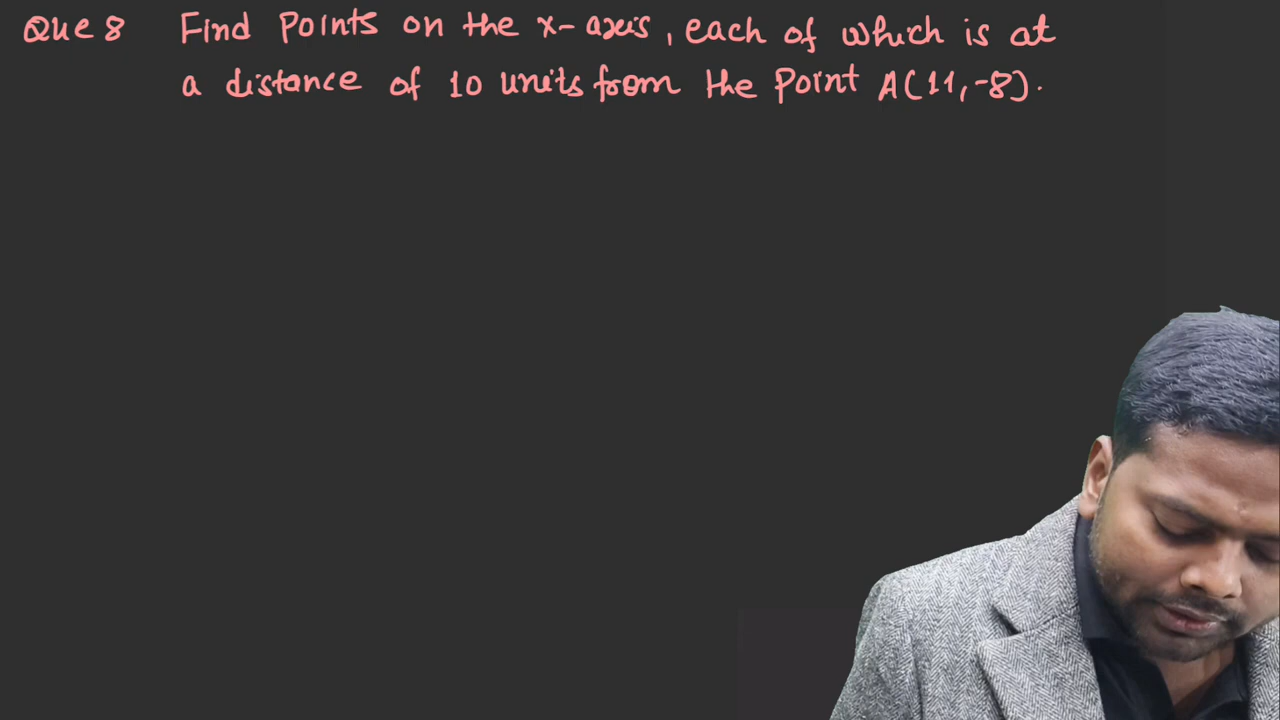 Que 8 Find Points on the x-axis, each of which is at
a distance of 10 units from the Point A(11,-8).